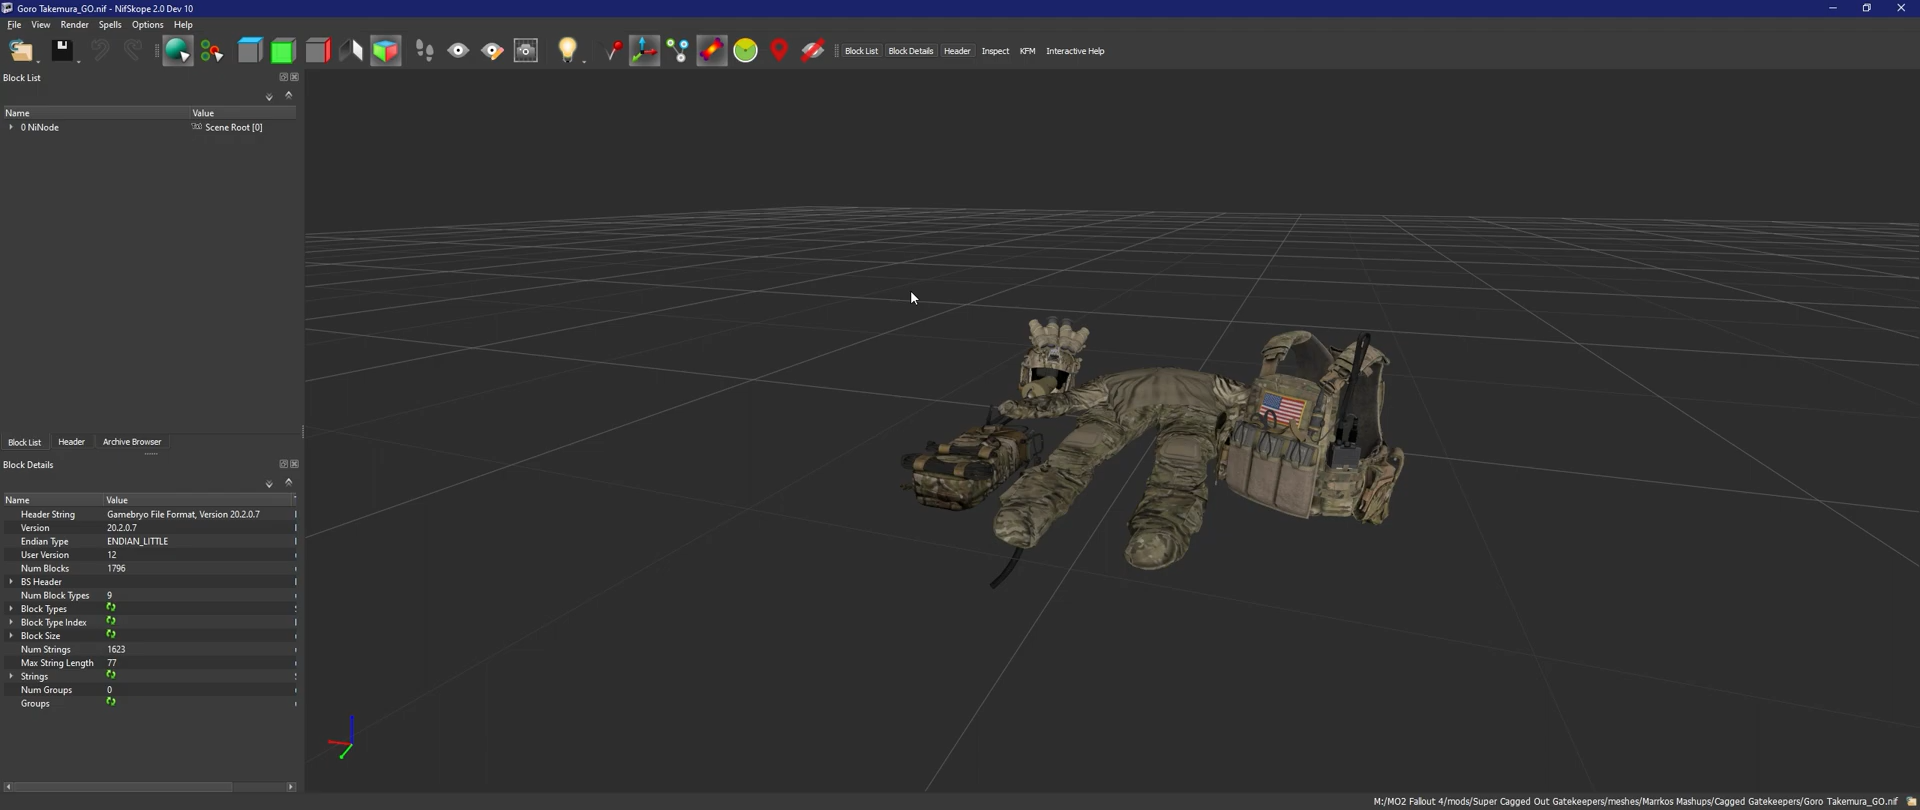 Goro Takemura_GO.nif - NifSkope 2.0 Dev 10
File View Render Spells Options Help
Block List Block Details Header Inspect KFM Interactive Help
Block List
Name Value
0 NiNode Scene Root [0]
Block List Header Archive Browser
Block Details
Name Value
Header String Gamebryo File Format, Version 20.2.0.7
Version 20.2.0.7
Endian Type ENDIAN_LITTLE
User Version 12
Num Blocks 1796
BS Header
Num Block Types 9
Block Types
Block Type Index
Block Size
Num Strings 1623
Max String Length 77
Strings
Num Groups 0
Groups
M:/MO2 Fallout 4/mods/Super Cagged Out Gatekeepers/meshes/Marrkos Mashups/Cagged Gatekeepers/Goro Takemura_GO.nif